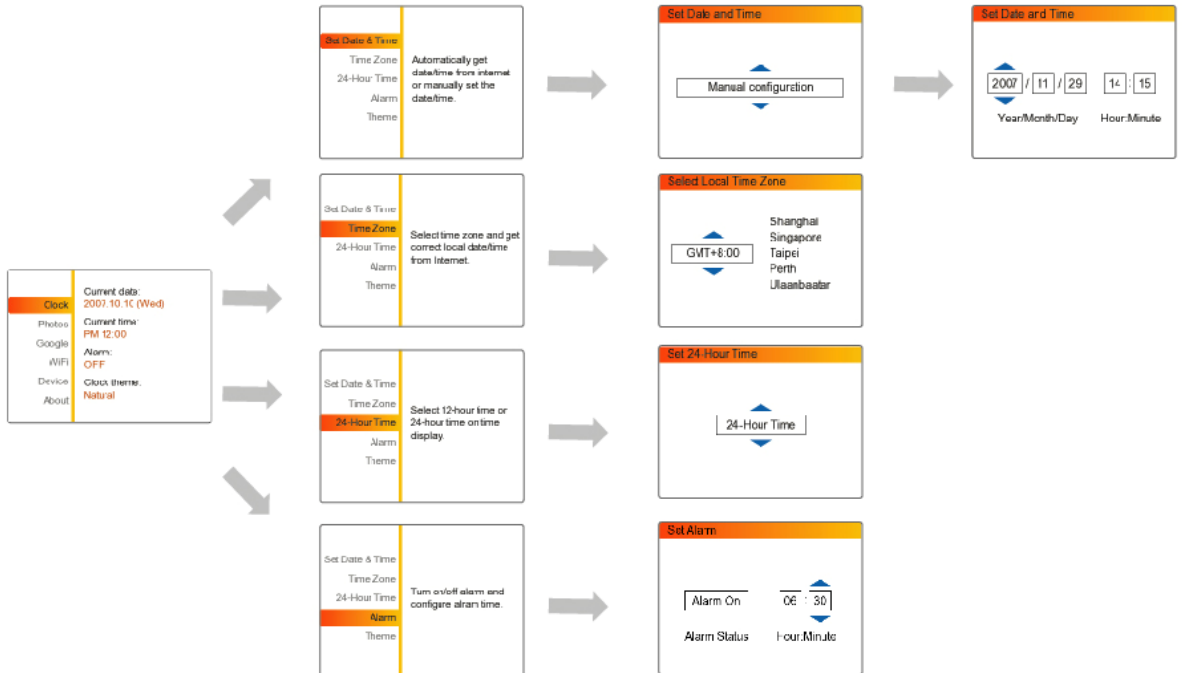 Set Date & Time
Time Zone
24-Hour Time
Alarm
Theme
Automatically get
date/time from internet
or manually set the
date/time.
Set Date and Time
Manual configuration
Set Date and Time
2007 / 11 / 29 14 : 15
Year/Month/Day Hour:Minute
Set Date & Time
Time Zone
24-Hour Time
Alarm
Theme
Select time zone and get
correct local date/time
from Internet.
Select Local Time Zone
GMT+8:00
Shanghai
Singapore
Taipei
Perth
Ulaanbaatar
Clock
Photos
Google
WiFi
Device
About
Current date:
2007.10.10 (Wed)
Current time:
PM 12:00
Alarm:
OFF
Clock theme:
Natural
Set Date & Time
Time Zone
24-Hour Time
Alarm
Theme
Select 12-hour time or
24-hour time on time
display.
Set 24-Hour Time
24-Hour Time
Set Date & Time
Time Zone
24-Hour Time
Alarm
Theme
Turn on/off alarm and
configure alram time.
Set Alarm
Alarm On 06 : 30
Alarm Status Hour:Minute